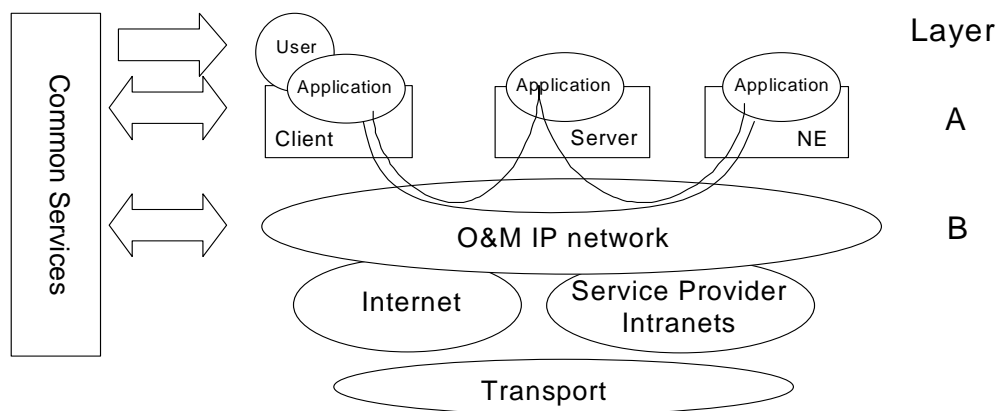 Common Services
User
Application
Client
Application
Server
Application
NE
Layer
A
O&M IP network
B
Internet
Service Provider
Intranets
Transport